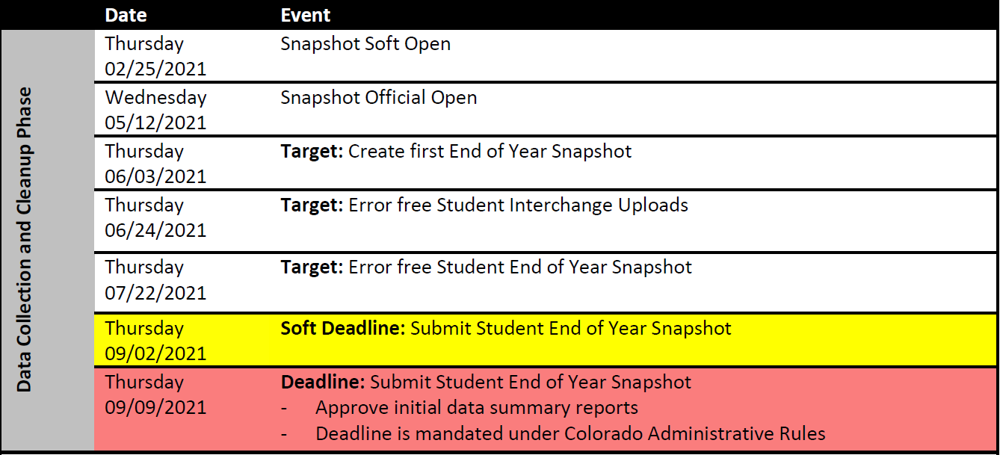 Date Event
Data Collection and Cleanup Phase
Thursday Snapshot Soft Open
02/25/2021
Wednesday Snapshot Official Open
05/12/2021
Thursday Target: Create first End of Year Snapshot
06/03/2021
Thursday Target: Error free Student Interchange Uploads
06/24/2021
Thursday Target: Error free Student End of Year Snapshot
07/22/2021
Thursday Soft Deadline: Submit Student End of Year Snapshot
09/02/2021
Thursday Deadline: Submit Student End of Year Snapshot
09/09/2021 - Approve initial data summary reports
- Deadline is mandated under Colorado Administrative Rules